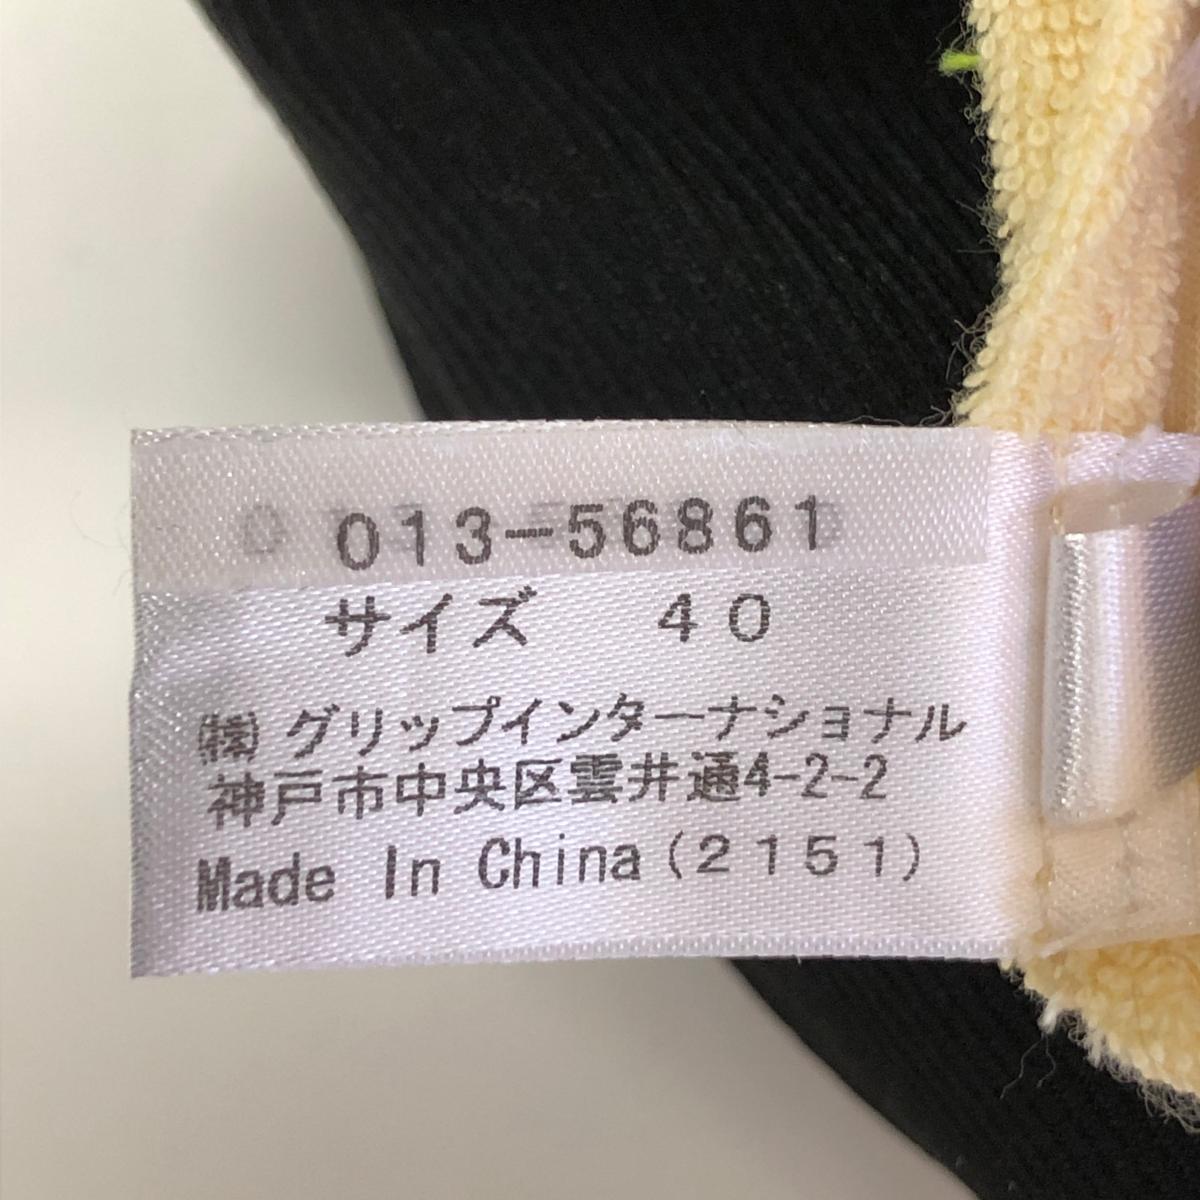 013-56861
サイズ 40
㈱グリップインターナショナル
神戸市中央区雲井通4-2-2
Made In China(2151)